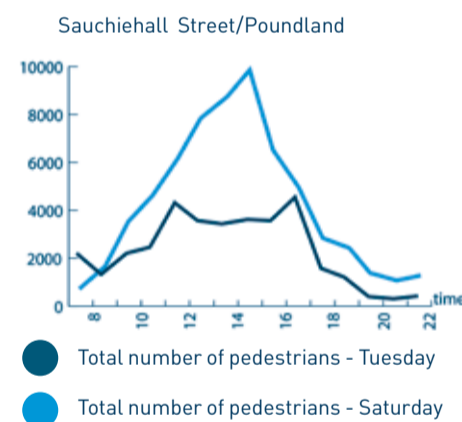 Sauchiehall Street/Poundland
10000
8000
6000
4000
2000
0
8 10 12 14 16 18 20 22
time
Total number of pedestrians - Tuesday
Total number of pedestrians - Saturday